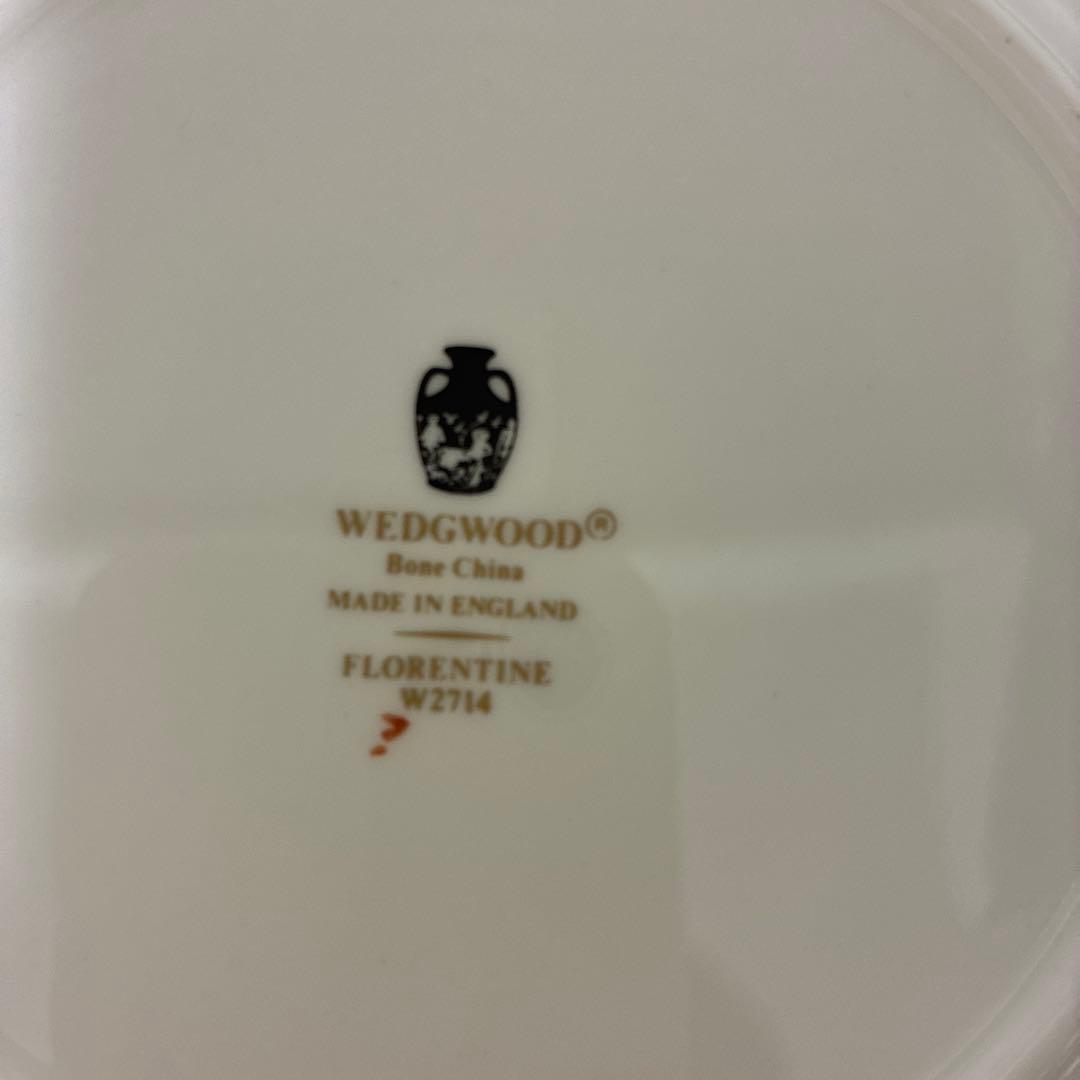 WEDGWOOD®
Bone China
MADE IN ENGLAND
FLORENTINE
W2714
?